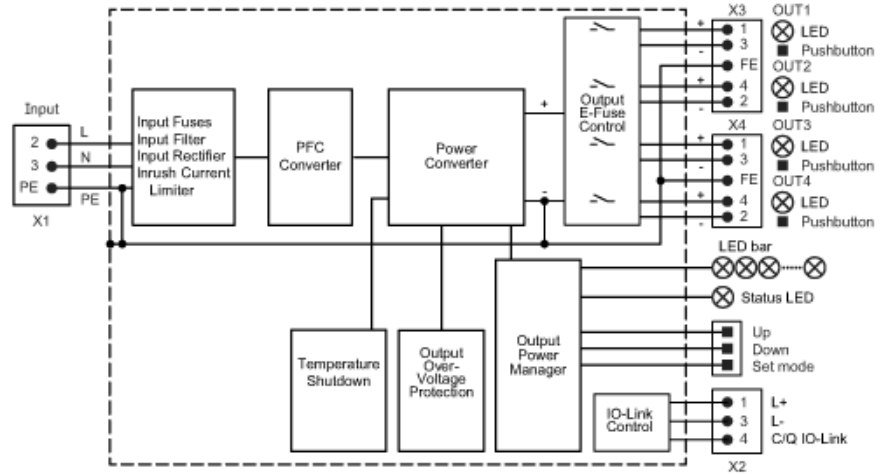 Input
2
L
3
N
PE
PE
X1
Input Fuses
Input Filter
Input Rectifier
Inrush Current
Limiter
PFC
Converter
Power
Converter
+
-
Output
E-Fuse
Control
Temperature
Shutdown
Output
Over-
Voltage
Protection
Output
Power
Manager
IO-Link
Control
X3
OUT1
+
1
LED
-
3
Pushbutton
FE
OUT2
+
4
LED
-
2
Pushbutton
X4
OUT3
+
1
LED
-
3
Pushbutton
FE
OUT4
+
4
LED
-
2
Pushbutton
LED bar
Status LED
Up
Down
Set mode
1
L+
3
L-
4
C/Q IO-Link
X2